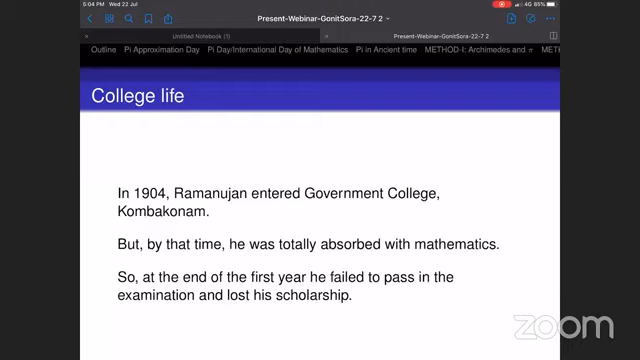 5:04 PM Wed 22 Jul
Present-Webinar-GonitSora-22-7 2
4G 85%
Untitled Notebook (1)
Present-Webinar-GonitSora-22-7 2
Outline Pi Approximation Day Pi Day/International Day of Mathematics Pi in Ancient time METHOD-I: Archimedes and π METH
College life
In 1904, Ramanujan entered Government College,
Kombakonam.
But, by that time, he was totally absorbed with mathematics.
So, at the end of the first year he failed to pass in the
examination and lost his scholarship.
zoom